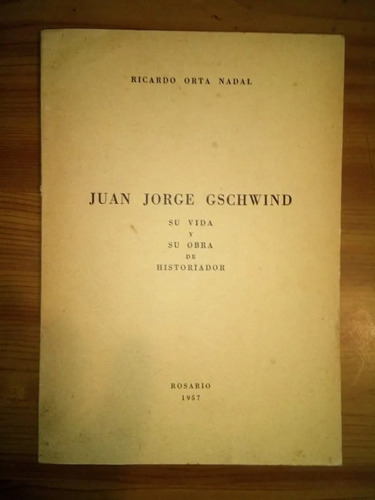 RICARDO ORTA NADAL
JUAN JORGE GSCHWIND
SU VIDA
Y
SU OBRA
DE
HISTORIADOR
ROSARIO
1957